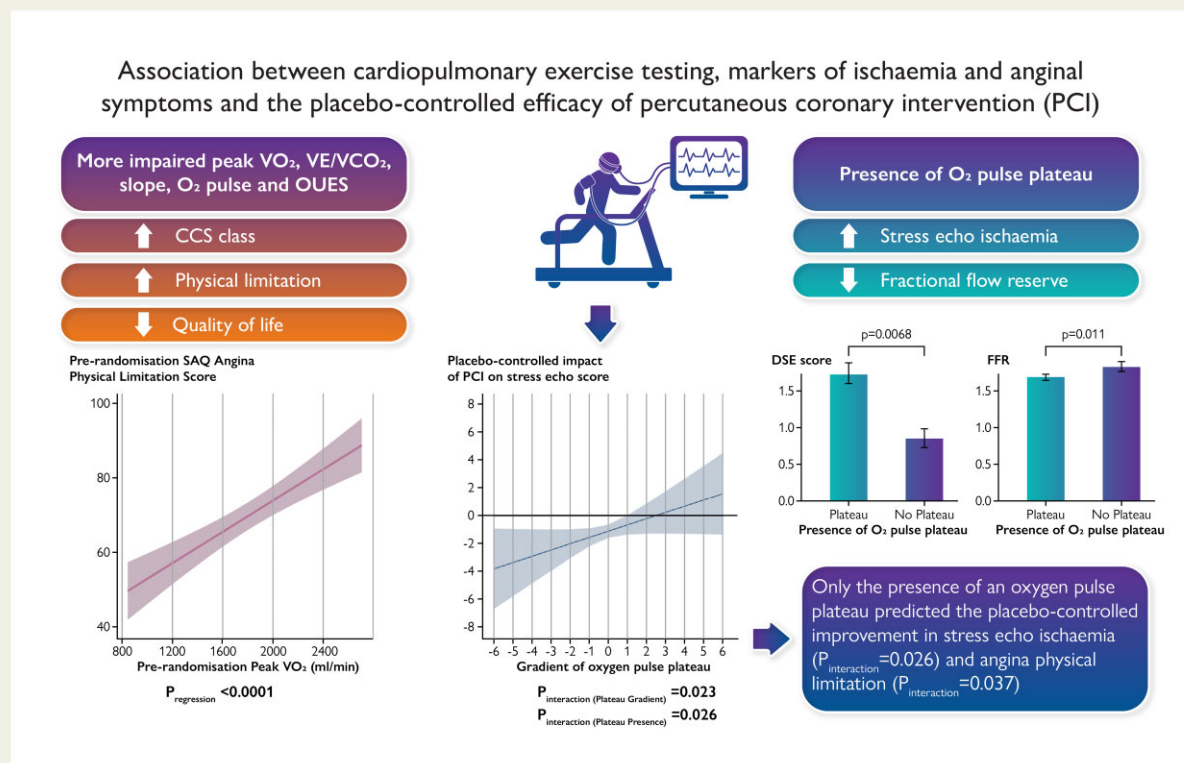 Association between cardiopulmonary exercise testing, markers of ischaemia and anginal
symptoms and the placebo-controlled efficacy of percutaneous coronary intervention (PCI)
More impaired peak VO₂, VE/VCO₂,
slope, O₂ pulse and OUES
CCS class
Physical limitation
Quality of life
Pre-randomisation SAQ Angina
Physical Limitation Score
100
80
60
40
800 1200 1600 2000 2400
Pre-randomisation Peak VO₂ (ml/min)
P regression <0.0001
Placebo-controlled impact
of PCI on stress echo score
8
6
4
2
0
-2
-4
-6
-8
-6 -5 -4 -3 -2 -1 0 1 2 3 4 5 6
Gradient of oxygen pulse plateau
P interaction (Plateau Gradient) =0.023
P interaction (Plateau Presence) =0.026
Presence of O₂ pulse plateau
Stress echo ischaemia
Fractional flow reserve
p=0.0068
DSE score
1.5
1.0
0.5
0.0
Plateau No Plateau
Presence of O₂ pulse plateau
p=0.011
FFR
1.5
1.0
0.5
0.0
Plateau No Plateau
Presence of O₂ pulse plateau
Only the presence of an oxygen pulse
plateau predicted the placebo-controlled
improvement in stress echo ischaemia
(P interaction=0.026) and angina physical
limitation (P interaction=0.037)